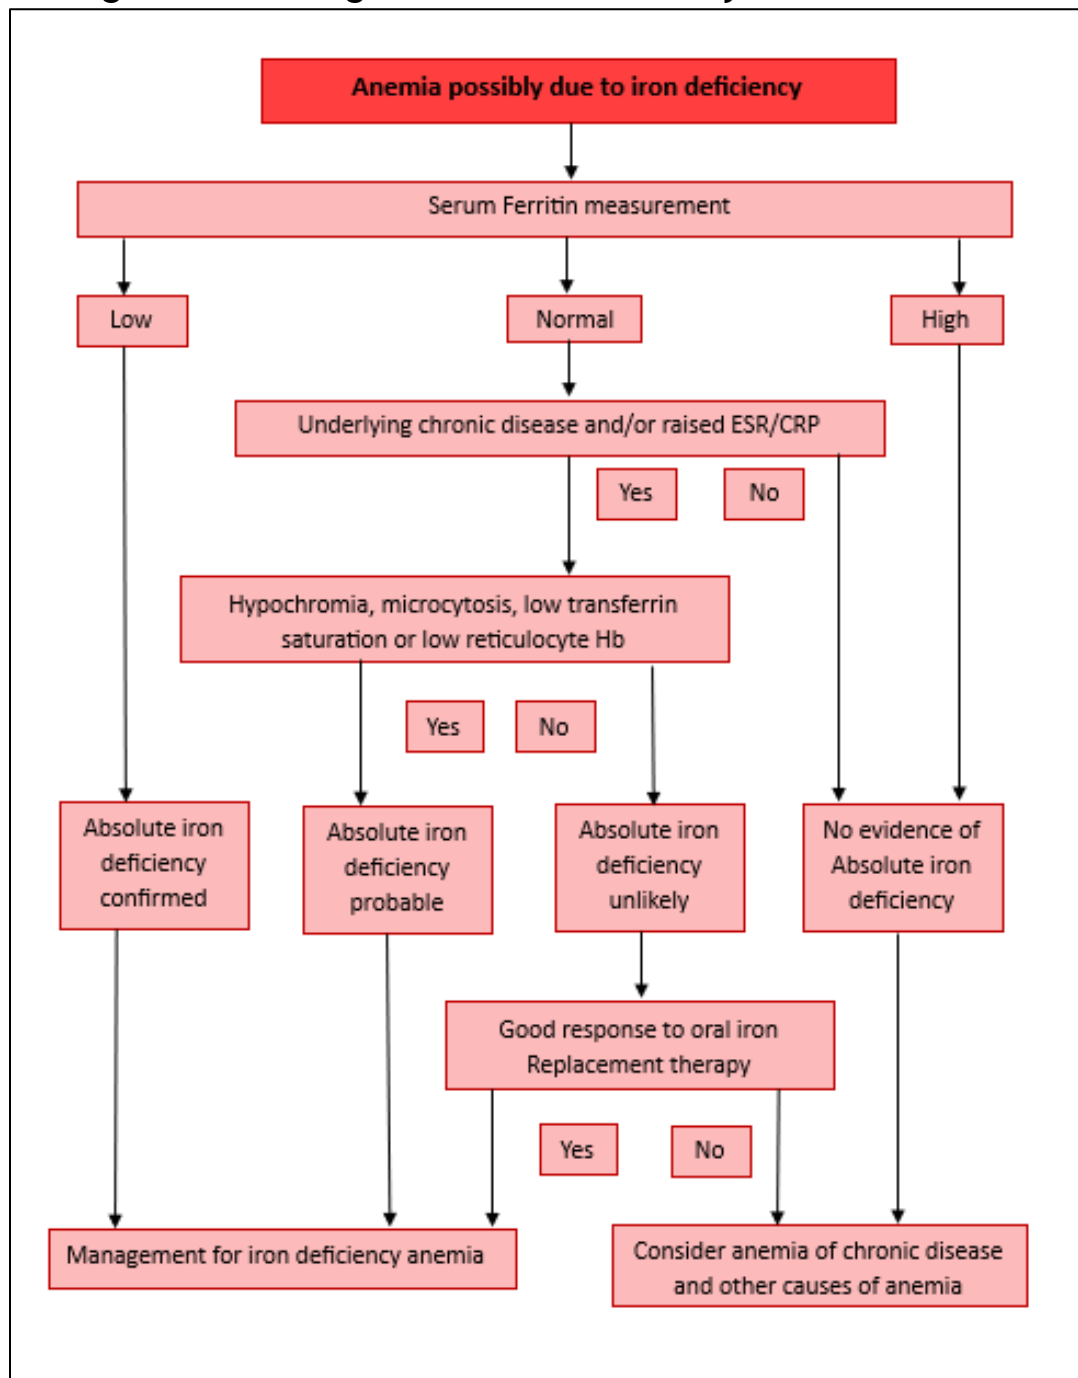 Anemia possibly due to iron deficiency
Serum Ferritin measurement
Low
Normal
High
Underlying chronic disease and/or raised ESR/CRP
Yes
No
Hypochromia, microcytosis, low transferrin
saturation or low reticulocyte Hb
Yes
No
Absolute iron
deficiency
confirmed
Absolute iron
deficiency
probable
Absolute iron
deficiency
unlikely
No evidence of
Absolute iron
deficiency
Good response to oral iron
Replacement therapy
Yes
No
Management for iron deficiency anemia
Consider anemia of chronic disease
and other causes of anemia